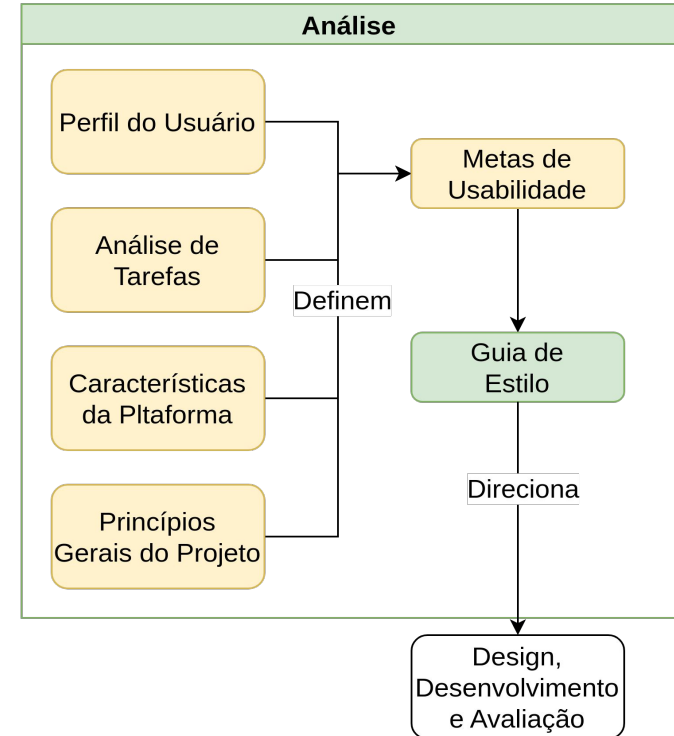 Análise
Perfil do Usuário
Análise de
Tarefas
Características
da Pltaforma
Princípios
Gerais do Projeto
Definem
Metas de
Usabilidade
Guia de
Estilo
Direciona
Design,
Desenvolvimento
e Avaliação